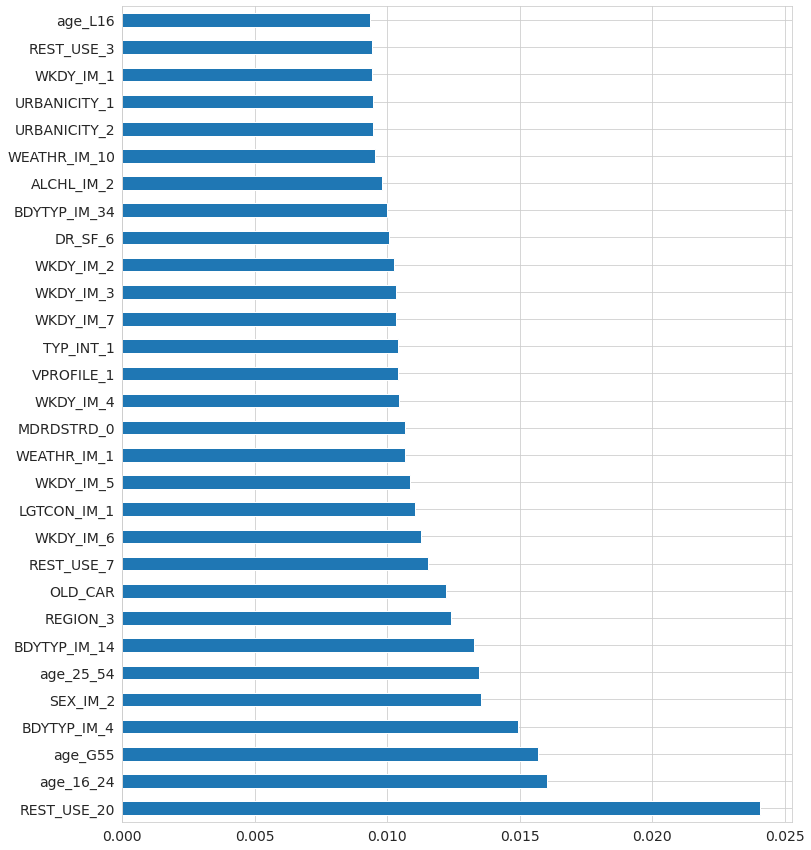 age_L16
REST_USE_3
WKDY_IM_1
URBANICITY_1
URBANICITY_2
WEATHR_IM_10
ALCHL_IM_2
BDYTYP_IM_34
DR_SF_6
WKDY_IM_2
WKDY_IM_3
WKDY_IM_7
TYP_INT_1
VPROFILE_1
WKDY_IM_4
MDRDSTRD_0
WEATHR_IM_1
WKDY_IM_5
LGTCON_IM_1
WKDY_IM_6
REST_USE_7
OLD_CAR
REGION_3
BDYTYP_IM_14
age_25_54
SEX_IM_2
BDYTYP_IM_4
age_G55
age_16_24
REST_USE_20
0.000 0.005 0.010 0.015 0.020 0.025